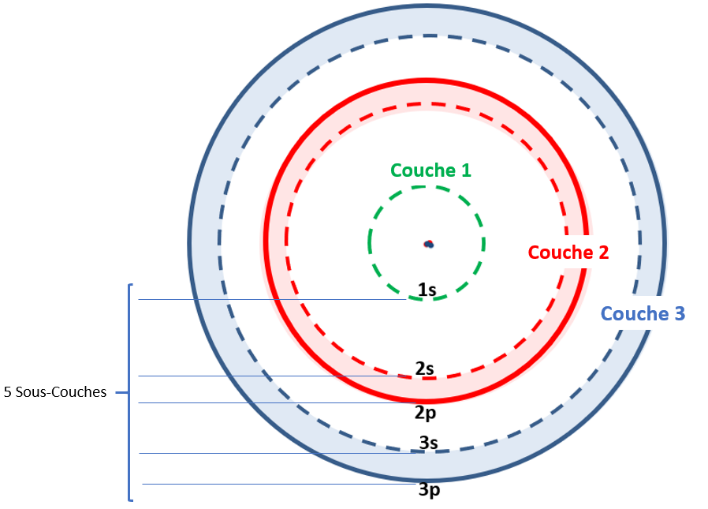 Couche 1
Couche 2
1s
Couche 3
2s
5 Sous-Couches
2p
3s
3p